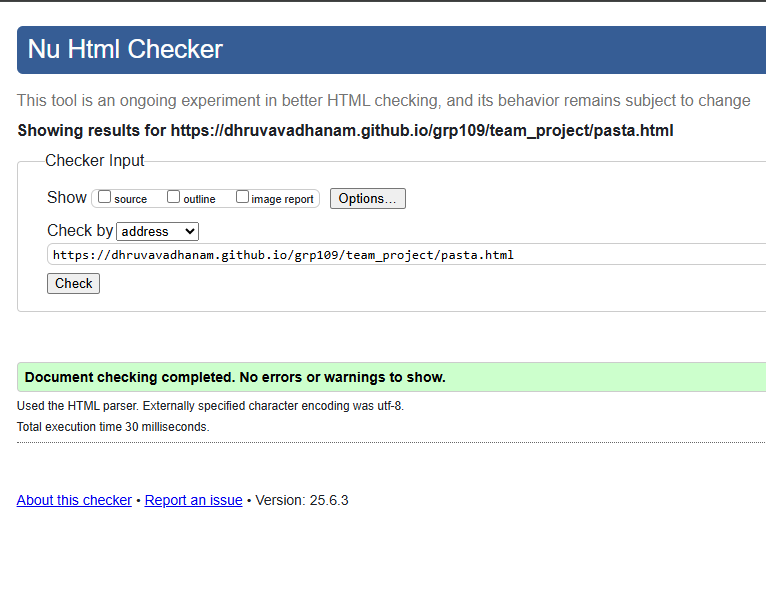 Nu Html Checker
This tool is an ongoing experiment in better HTML checking, and its behavior remains subject to change
Showing results for https://dhruvavadhanam.github.io/grp109/team_project/pasta.html
Checker Input
Show source outline image report Options...
Check by address
https://dhruvavadhanam.github.io/grp109/team_project/pasta.html
Check
Document checking completed. No errors or warnings to show.
Used the HTML parser. Externally specified character encoding was utf-8.
Total execution time 30 milliseconds.
About this checker • Report an issue • Version: 25.6.3